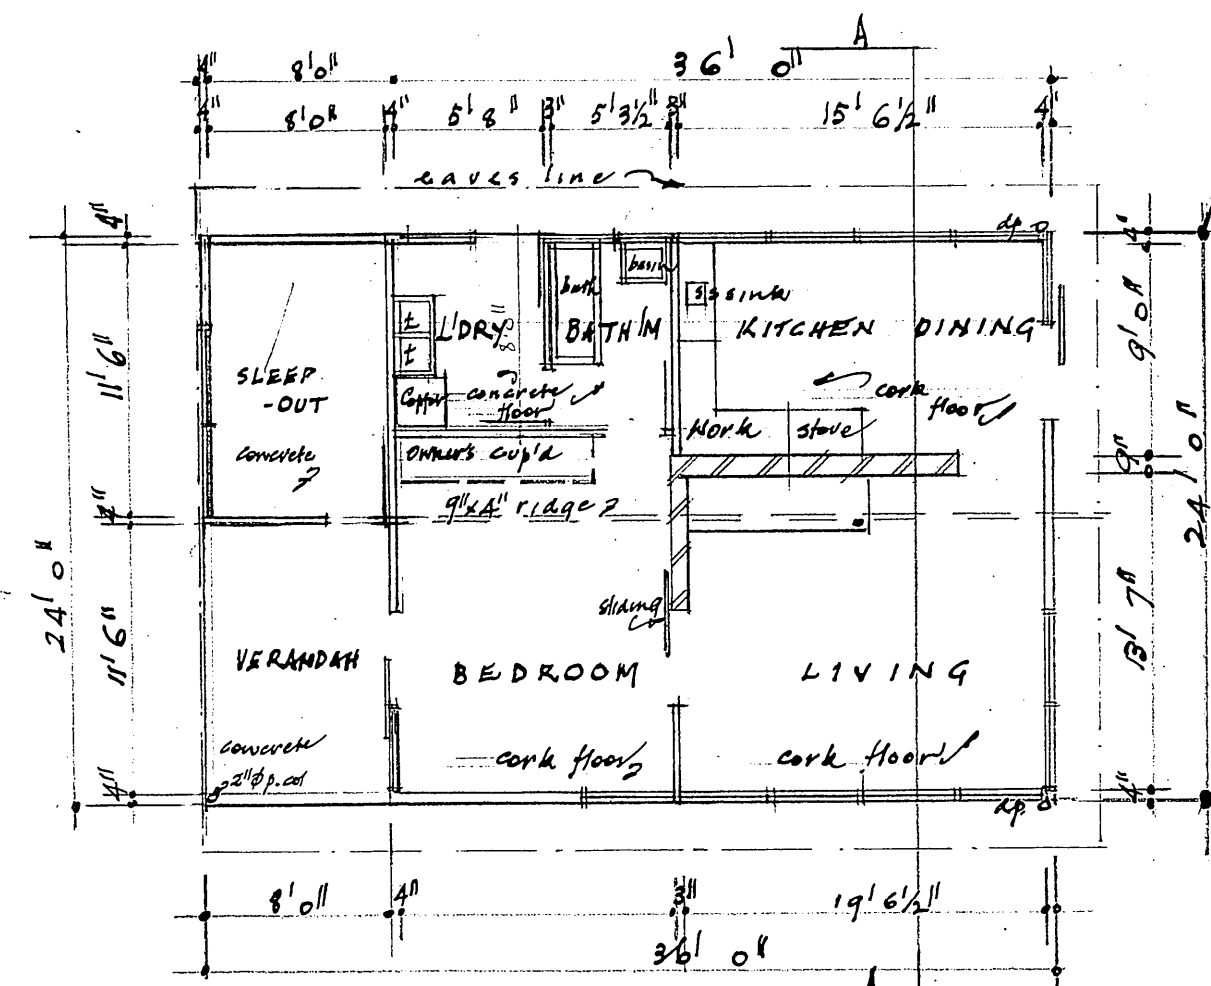 A
4" 8'0" 36' 0"
4" 8'0" 4" 5'8" 3" 5'3½" 3" 15'6½" 4"
eaves line
4"
dp.
4"
bath
basin
s s sink
t
L'DRY
8'0"
BATH'M
KITCHEN DINING
9'0"
t
11'6"
SLEEP
-OUT
Copper
concrete
floor
cork
floor
work
stove
24'0"
concrete
owner's cup'd
9"
9"x4" ridge
4"
24'0"
11'6"
sliding
13'7"
VERANDAH
BEDROOM
LIVING
concrete
2"ø p.col
cork floor
cork floor
4"
4"
dp.
8'0" 4" 3" 19'6½"
36' 0"